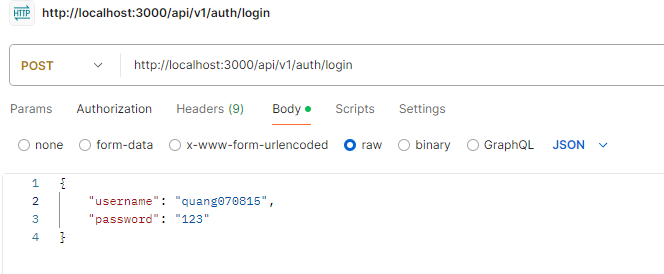 HTTP http://localhost:3000/api/v1/auth/login
POST http://localhost:3000/api/v1/auth/login
Params Authorization Headers (9) Body Scripts Settings
none form-data x-www-form-urlencoded raw binary GraphQL JSON
1 {
2 "username": "quang070815",
3 "password": "123"
4 }